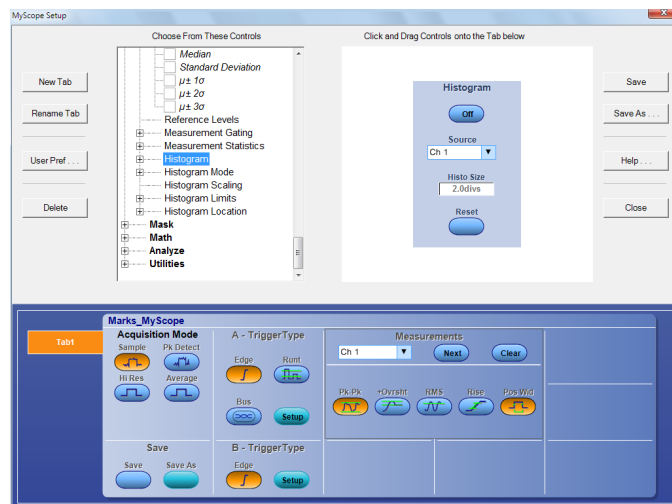 MyScope Setup
Choose From These Controls
Click and Drag Controls onto the Tab below
New Tab
Rename Tab
User Pref . . .
Delete
Median
Standard Deviation
μ± 1σ
μ± 2σ
μ± 3σ
Reference Levels
Measurement Gating
Measurement Statistics
Histogram
Histogram Mode
Histogram Scaling
Histogram Limits
Histogram Location
Mask
Math
Analyze
Utilities
Histogram
Off
Source
Ch 1
Histo Size
2.0divs
Reset
Save
Save As . . .
Help . . .
Close
Marks_MyScope
Tab1
Acquisition Mode
Sample Pk Detect
Hi Res Average
Save
Save Save As
A - TriggerType
Edge Runt
Bus
Setup
B - TriggerType
Edge
Setup
Measurements
Ch 1 Next Clear
Pk-Pk +Ovrsht RMS Rise PosWid